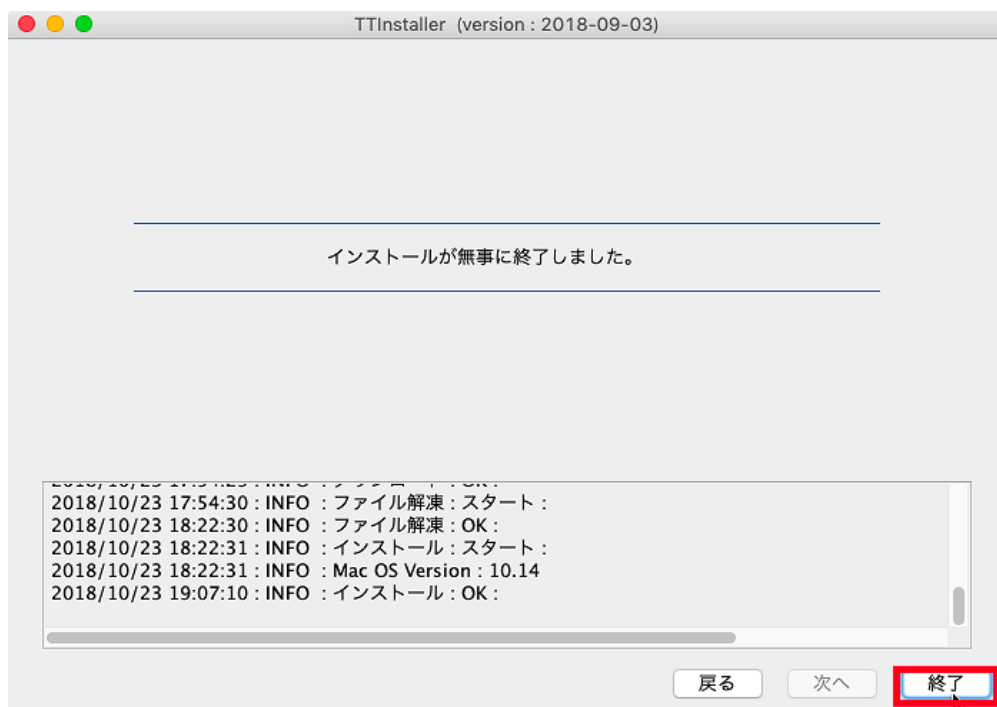 TTInstaller (version : 2018-09-03)
インストールが無事に終了しました。
2018/10/23 17:54:30 : INFO : ファイル解凍 : スタート :
2018/10/23 18:22:30 : INFO : ファイル解凍 : OK :
2018/10/23 18:22:31 : INFO : インストール : スタート :
2018/10/23 18:22:31 : INFO : Mac OS Version : 10.14
2018/10/23 19:07:10 : INFO : インストール : OK :
戻る 次へ 終了